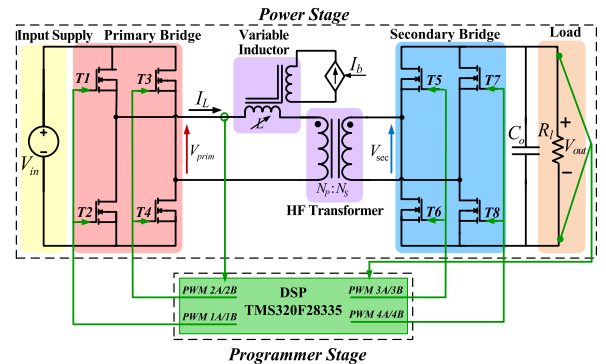 Power Stage
Input Supply
Primary Bridge
Variable
Inductor
Secondary Bridge
Load
T1
T3
I_L
I_b
L
T5
T7
V_in
V_prim
V_sec
C_o
R_l
+
V_out
−
T2
T4
N_P:N_S
HF Transformer
T6
T8
PWM 2A/2B
DSP
PWM 3A/3B
TMS320F28335
PWM 1A/1B
PWM 4A/4B
Programmer Stage